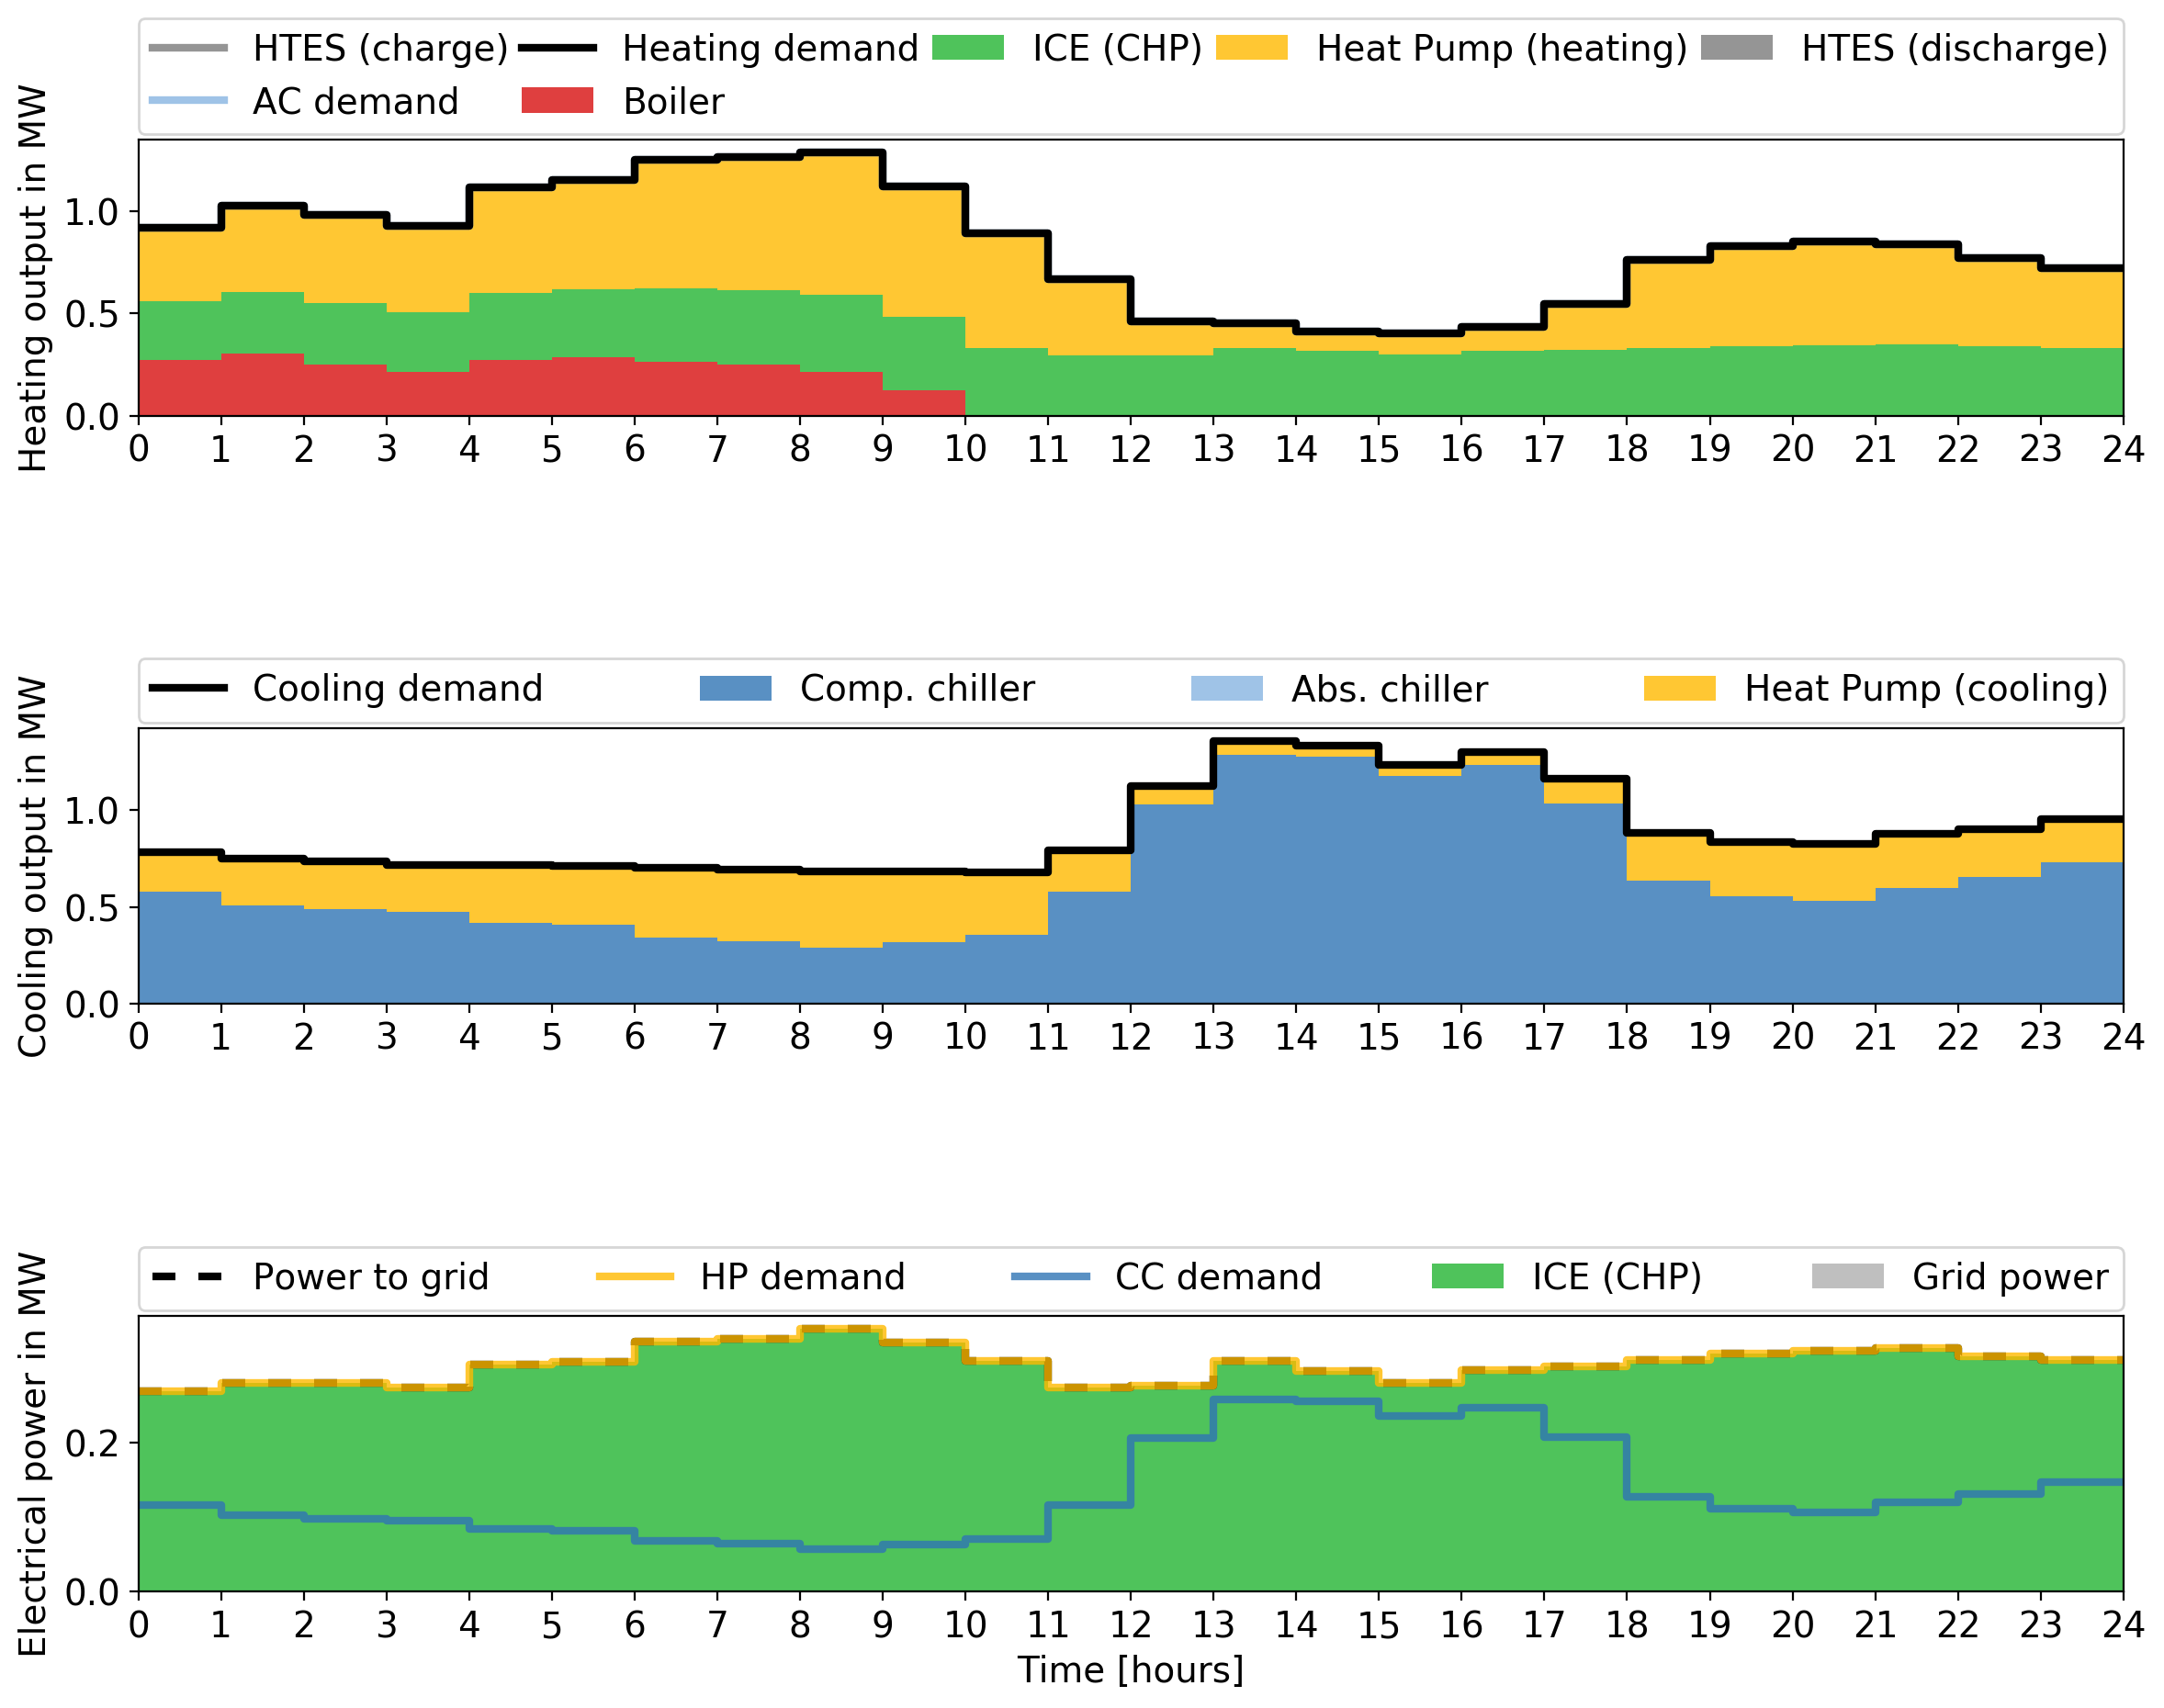 HTES (charge) Heating demand ICE (CHP) Heat Pump (heating) HTES (discharge)
AC demand Boiler
Heating output in MW
1.0
0.5
0.0
0 1 2 3 4 5 6 7 8 9 10 11 12 13 14 15 16 17 18 19 20 21 22 23 24
Cooling demand Comp. chiller Abs. chiller Heat Pump (cooling)
Cooling output in MW
1.0
0.5
0.0
0 1 2 3 4 5 6 7 8 9 10 11 12 13 14 15 16 17 18 19 20 21 22 23 24
Power to grid HP demand CC demand ICE (CHP) Grid power
Electrical power in MW
0.2
0.0
0 1 2 3 4 5 6 7 8 9 10 11 12 13 14 15 16 17 18 19 20 21 22 23 24
Time [hours]